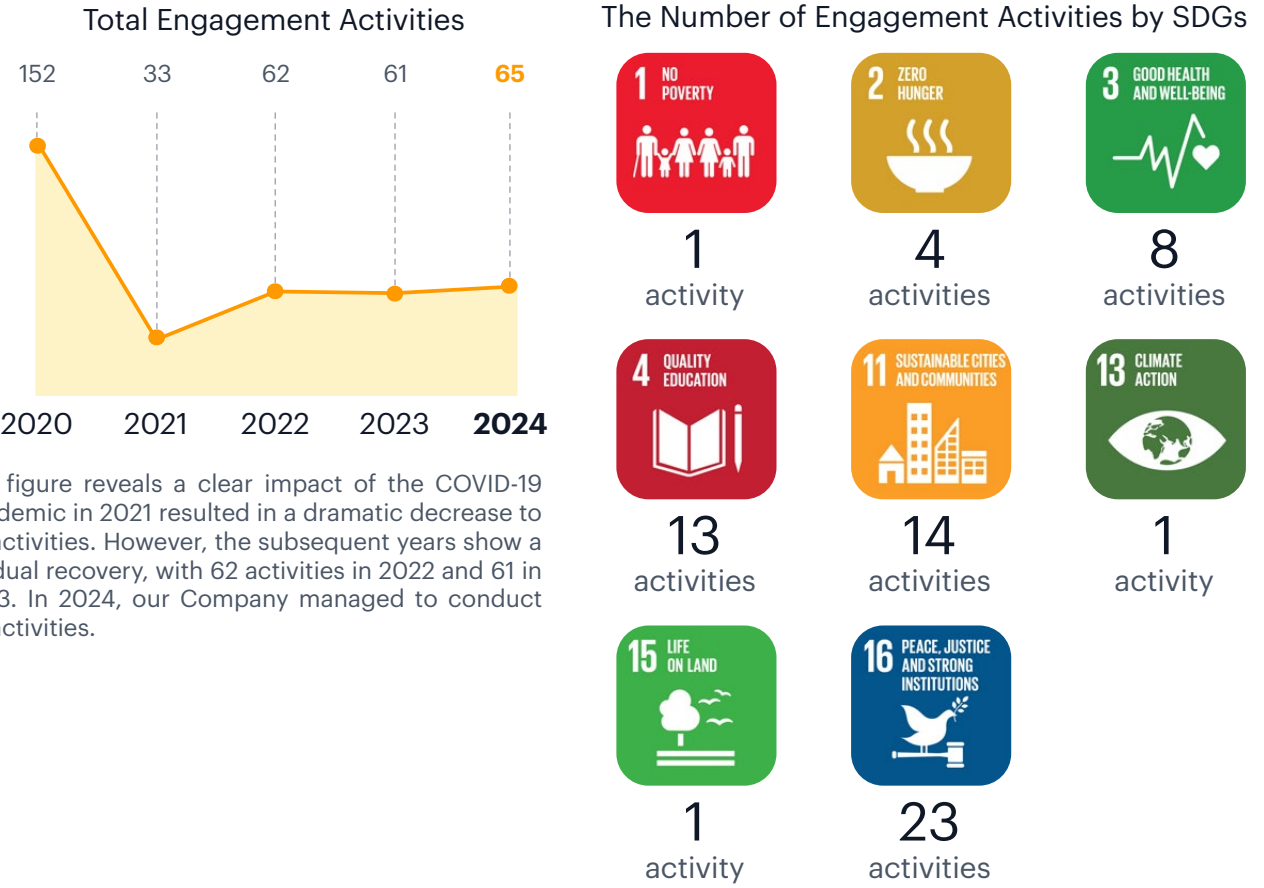 Total Engagement Activities
152 33 62 61 65
2020 2021 2022 2023 2024
figure reveals a clear impact of the COVID-19
demic in 2021 resulted in a dramatic decrease to
ctivities. However, the subsequent years show a
dual recovery, with 62 activities in 2022 and 61 in
3. In 2024, our Company managed to conduct
ctivities.
The Number of Engagement Activities by SDGs
1 NO
POVERTY
1
activity
2 ZERO
HUNGER
4
activities
3 GOOD HEALTH
AND WELL-BEING
8
activities
4 QUALITY
EDUCATION
13
activities
11 SUSTAINABLE CITIES
AND COMMUNITIES
14
activities
13 CLIMATE
ACTION
1
activity
15 LIFE
ON LAND
1
activity
16 PEACE, JUSTICE
AND STRONG
INSTITUTIONS
23
activities